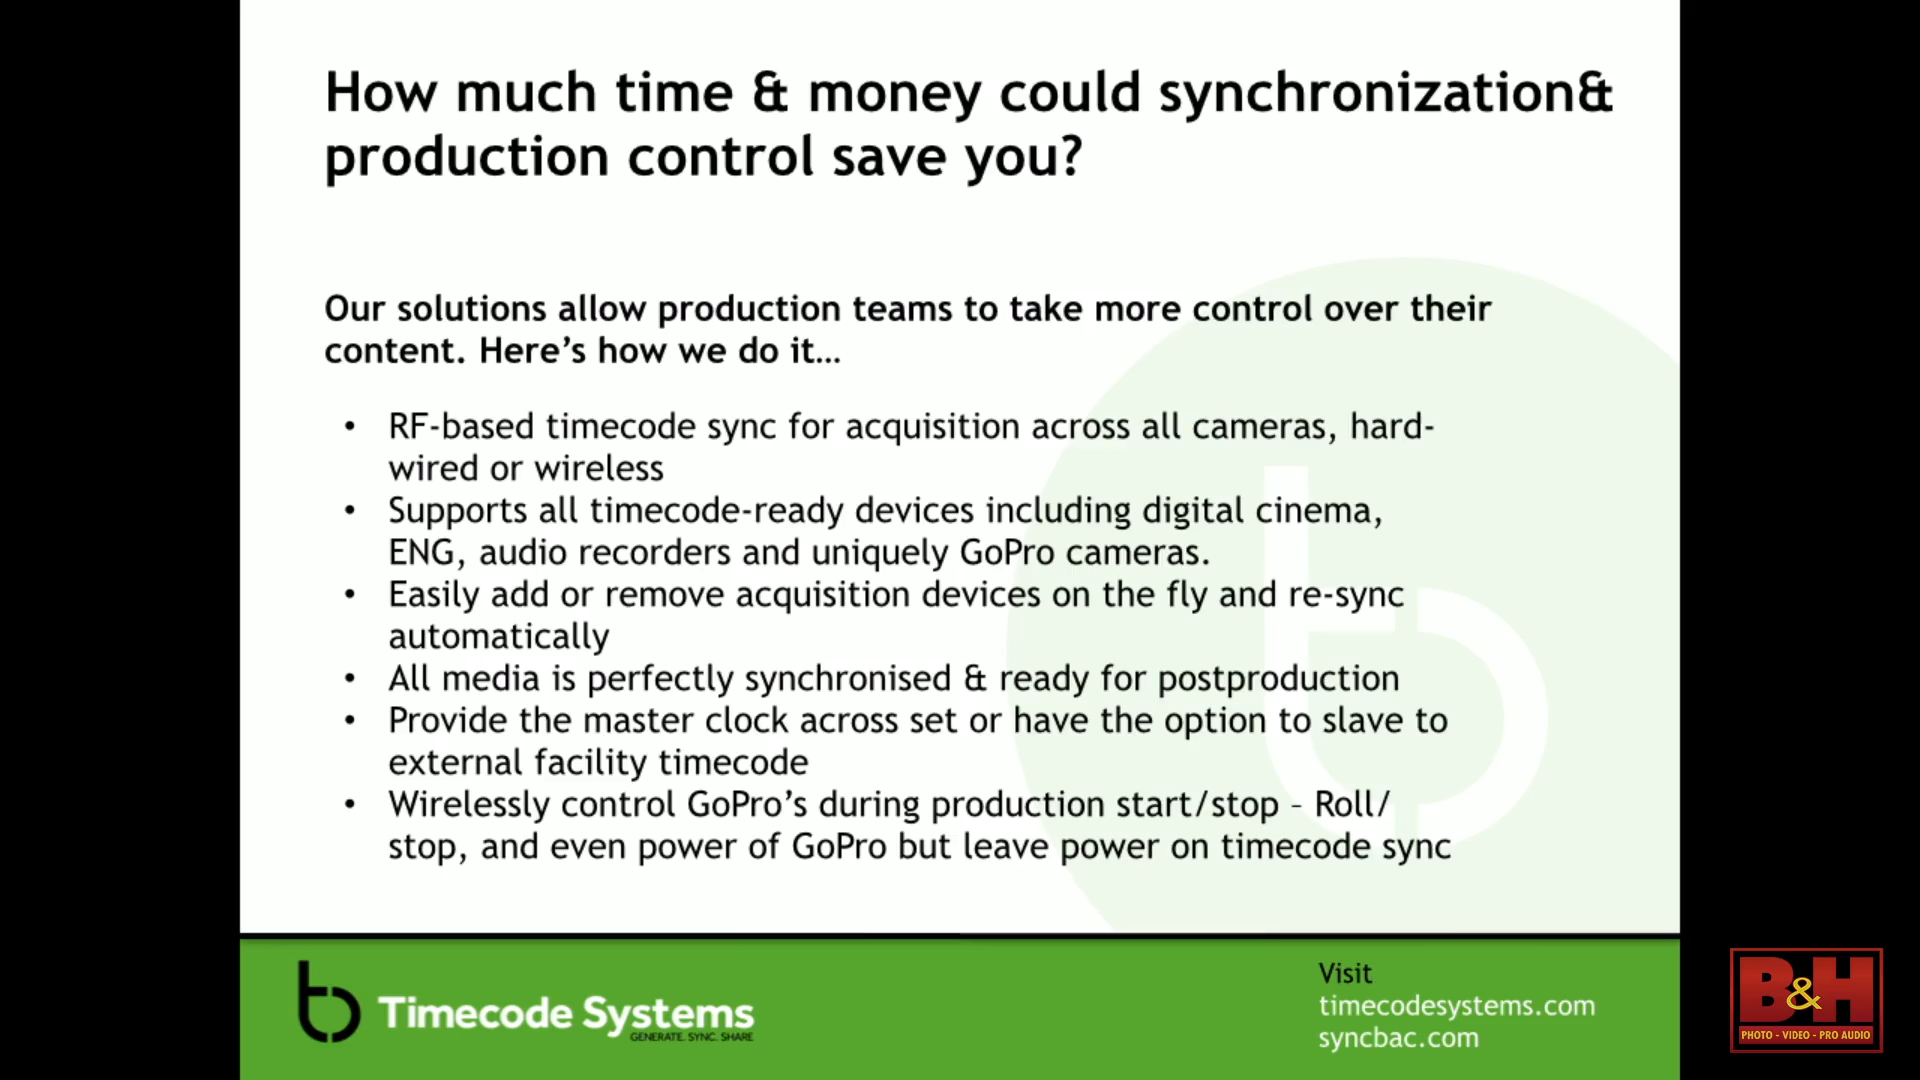 How much time & money could synchronization&
production control save you?
Our solutions allow production teams to take more control over their
content. Here’s how we do it…
• RF-based timecode sync for acquisition across all cameras, hard-
wired or wireless
• Supports all timecode-ready devices including digital cinema,
ENG, audio recorders and uniquely GoPro cameras.
• Easily add or remove acquisition devices on the fly and re-sync
automatically
• All media is perfectly synchronised & ready for postproduction
• Provide the master clock across set or have the option to slave to
external facility timecode
• Wirelessly control GoPro’s during production start/stop – Roll/
stop, and even power of GoPro but leave power on timecode sync
Timecode Systems
GENERATE. SYNC. SHARE
Visit
timecodesystems.com
syncbac.com
B&H
PHOTO - VIDEO - PRO AUDIO